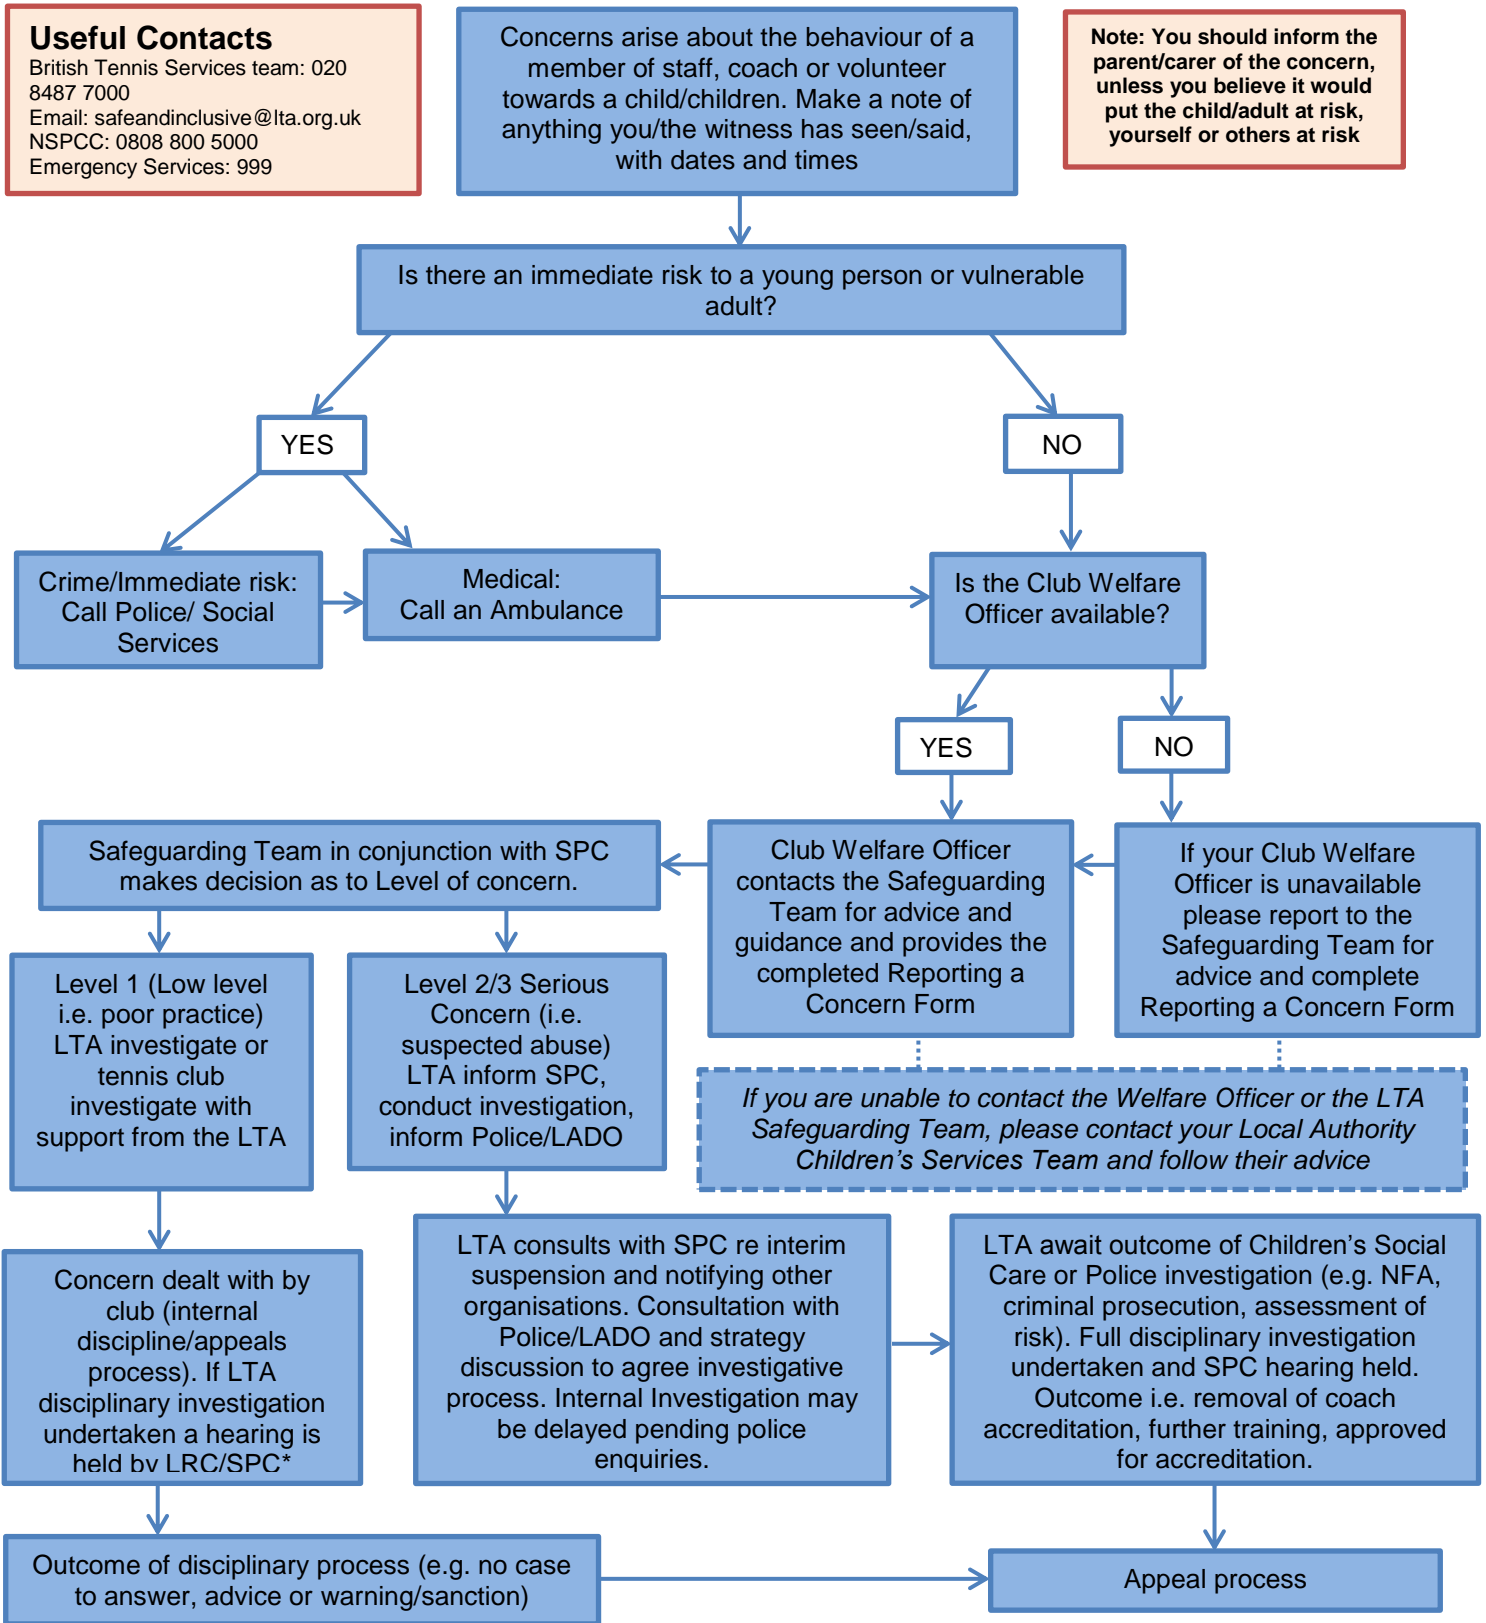 Useful Contacts
British Tennis Services team: 020
8487 7000
Email: safeandinclusive@lta.org.uk
NSPCC: 0808 800 5000
Emergency Services: 999
Concerns arise about the behaviour of a
member of staff, coach or volunteer
towards a child/children. Make a note of
anything you/the witness has seen/said,
with dates and times
Note: You should inform the
parent/carer of the concern,
unless you believe it would
put the child/adult at risk,
yourself or others at risk
Is there an immediate risk to a young person or vulnerable
adult?
YES
NO
Crime/Immediate risk:
Call Police/ Social
Services
Medical:
Call an Ambulance
Is the Club Welfare
Officer available?
YES
NO
Safeguarding Team in conjunction with SPC
makes decision as to Level of concern.
Club Welfare Officer
contacts the Safeguarding
Team for advice and
guidance and provides the
completed Reporting a
Concern Form
If your Club Welfare
Officer is unavailable
please report to the
Safeguarding Team for
advice and complete
Reporting a Concern Form
Level 1 (Low level
i.e. poor practice)
LTA investigate or
tennis club
investigate with
support from the LTA
Level 2/3 Serious
Concern (i.e.
suspected abuse)
LTA inform SPC,
conduct investigation,
inform Police/LADO
If you are unable to contact the Welfare Officer or the LTA
Safeguarding Team, please contact your Local Authority
Children's Services Team and follow their advice
Concern dealt with by
club (internal
discipline/appeals
process). If LTA
disciplinary investigation
undertaken a hearing is
held by LRC/SPC*
LTA consults with SPC re interim
suspension and notifying other
organisations. Consultation with
Police/LADO and strategy
discussion to agree investigative
process. Internal Investigation may
be delayed pending police
enquiries.
LTA await outcome of Children's Social
Care or Police investigation (e.g. NFA,
criminal prosecution, assessment of
risk). Full disciplinary investigation
undertaken and SPC hearing held.
Outcome i.e. removal of coach
accreditation, further training, approved
for accreditation.
Outcome of disciplinary process (e.g. no case
to answer, advice or warning/sanction)
Appeal process